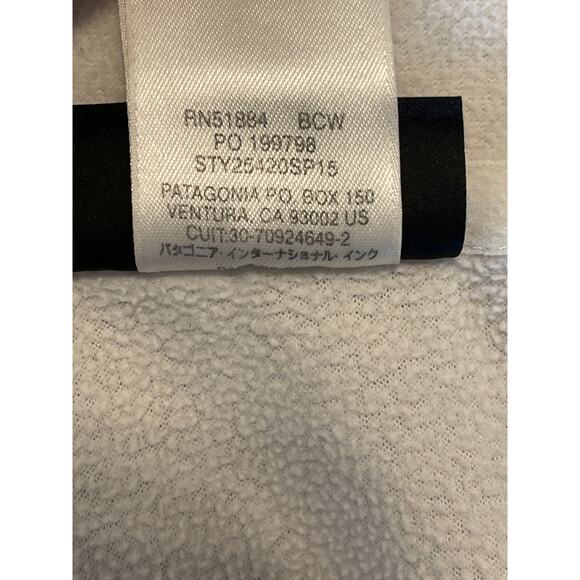 RN51884 BCW
PO 199798
STY25420SP15
PATAGONIA P.O. BOX 150
VENTURA, CA 93002 US
CUIT:30-70924649-2
パタゴニア・インターナショナル・インク